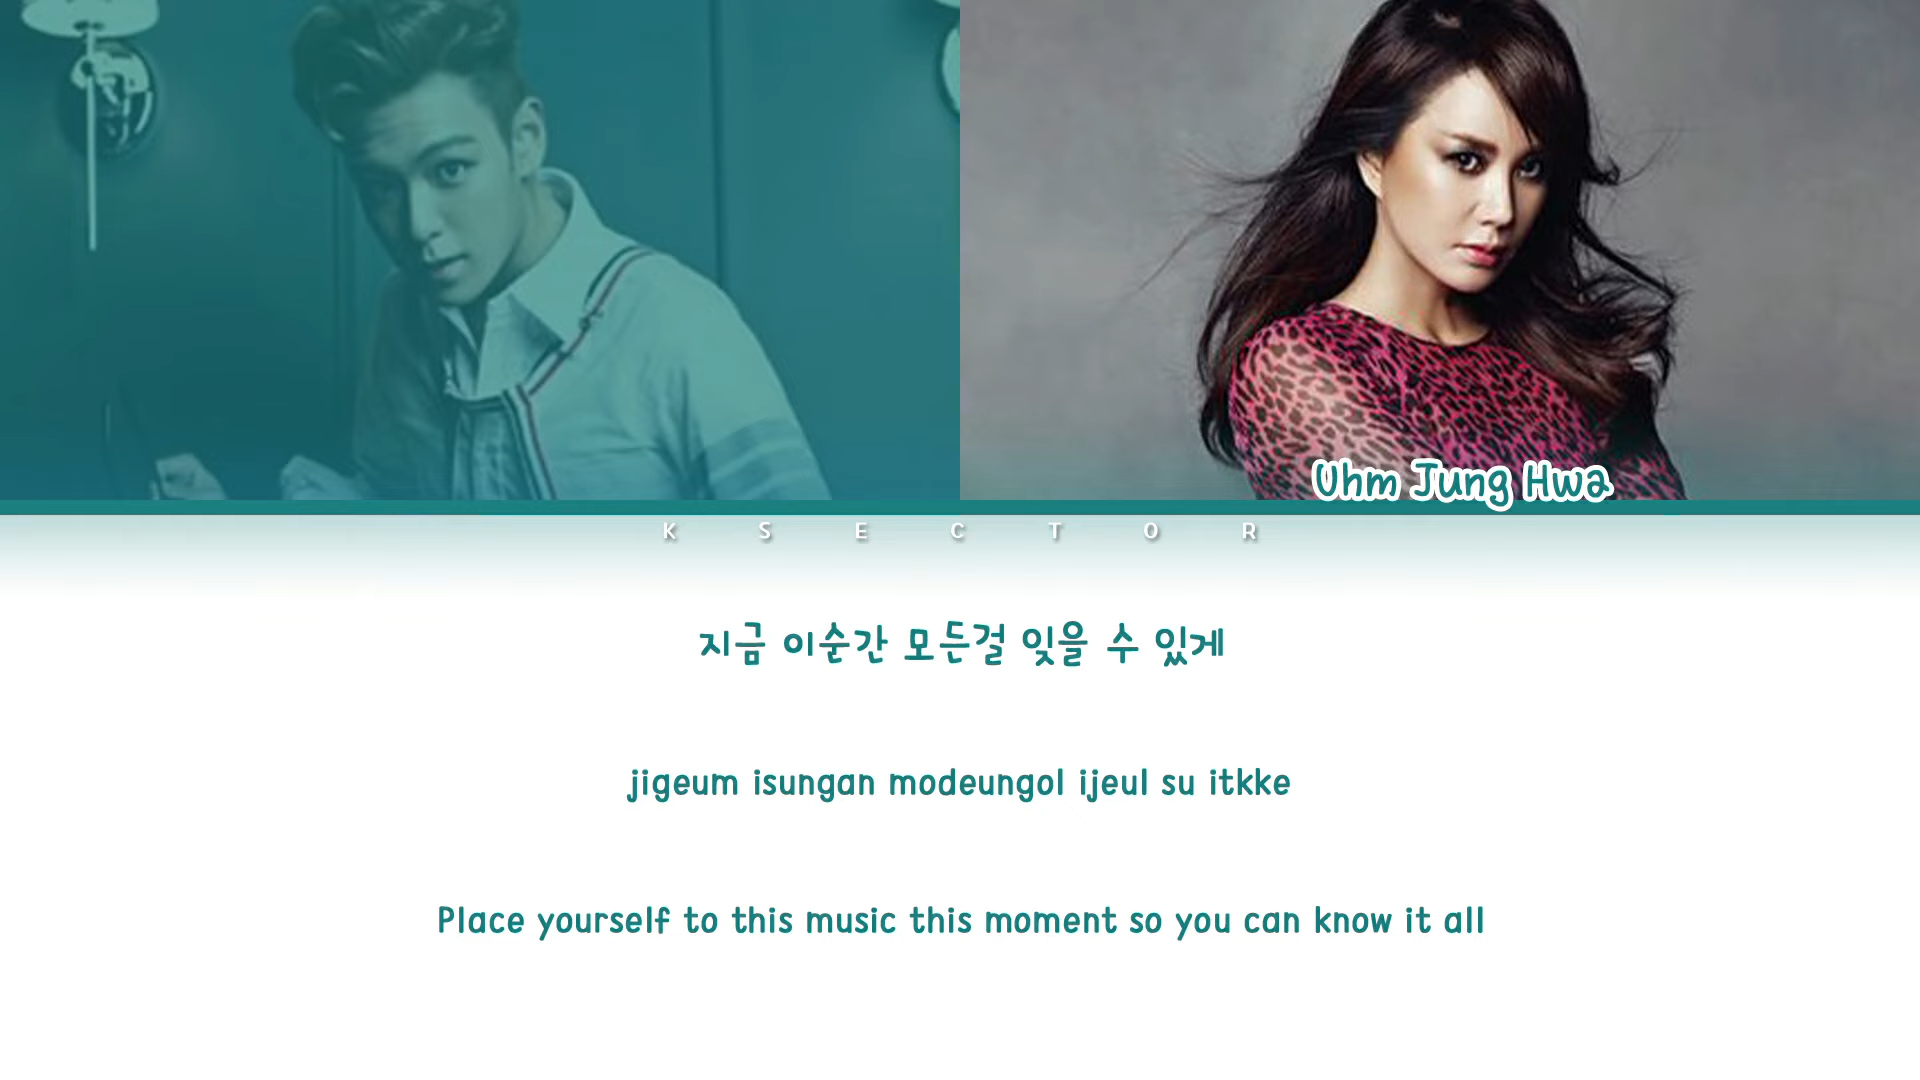 Uhm Jung Hwa
K S E C T O R
지금 이순간 모든걸 잊을 수 있게
jigeum isungan modeungol ijeul su itkke
Place yourself to this music this moment so you can know it all